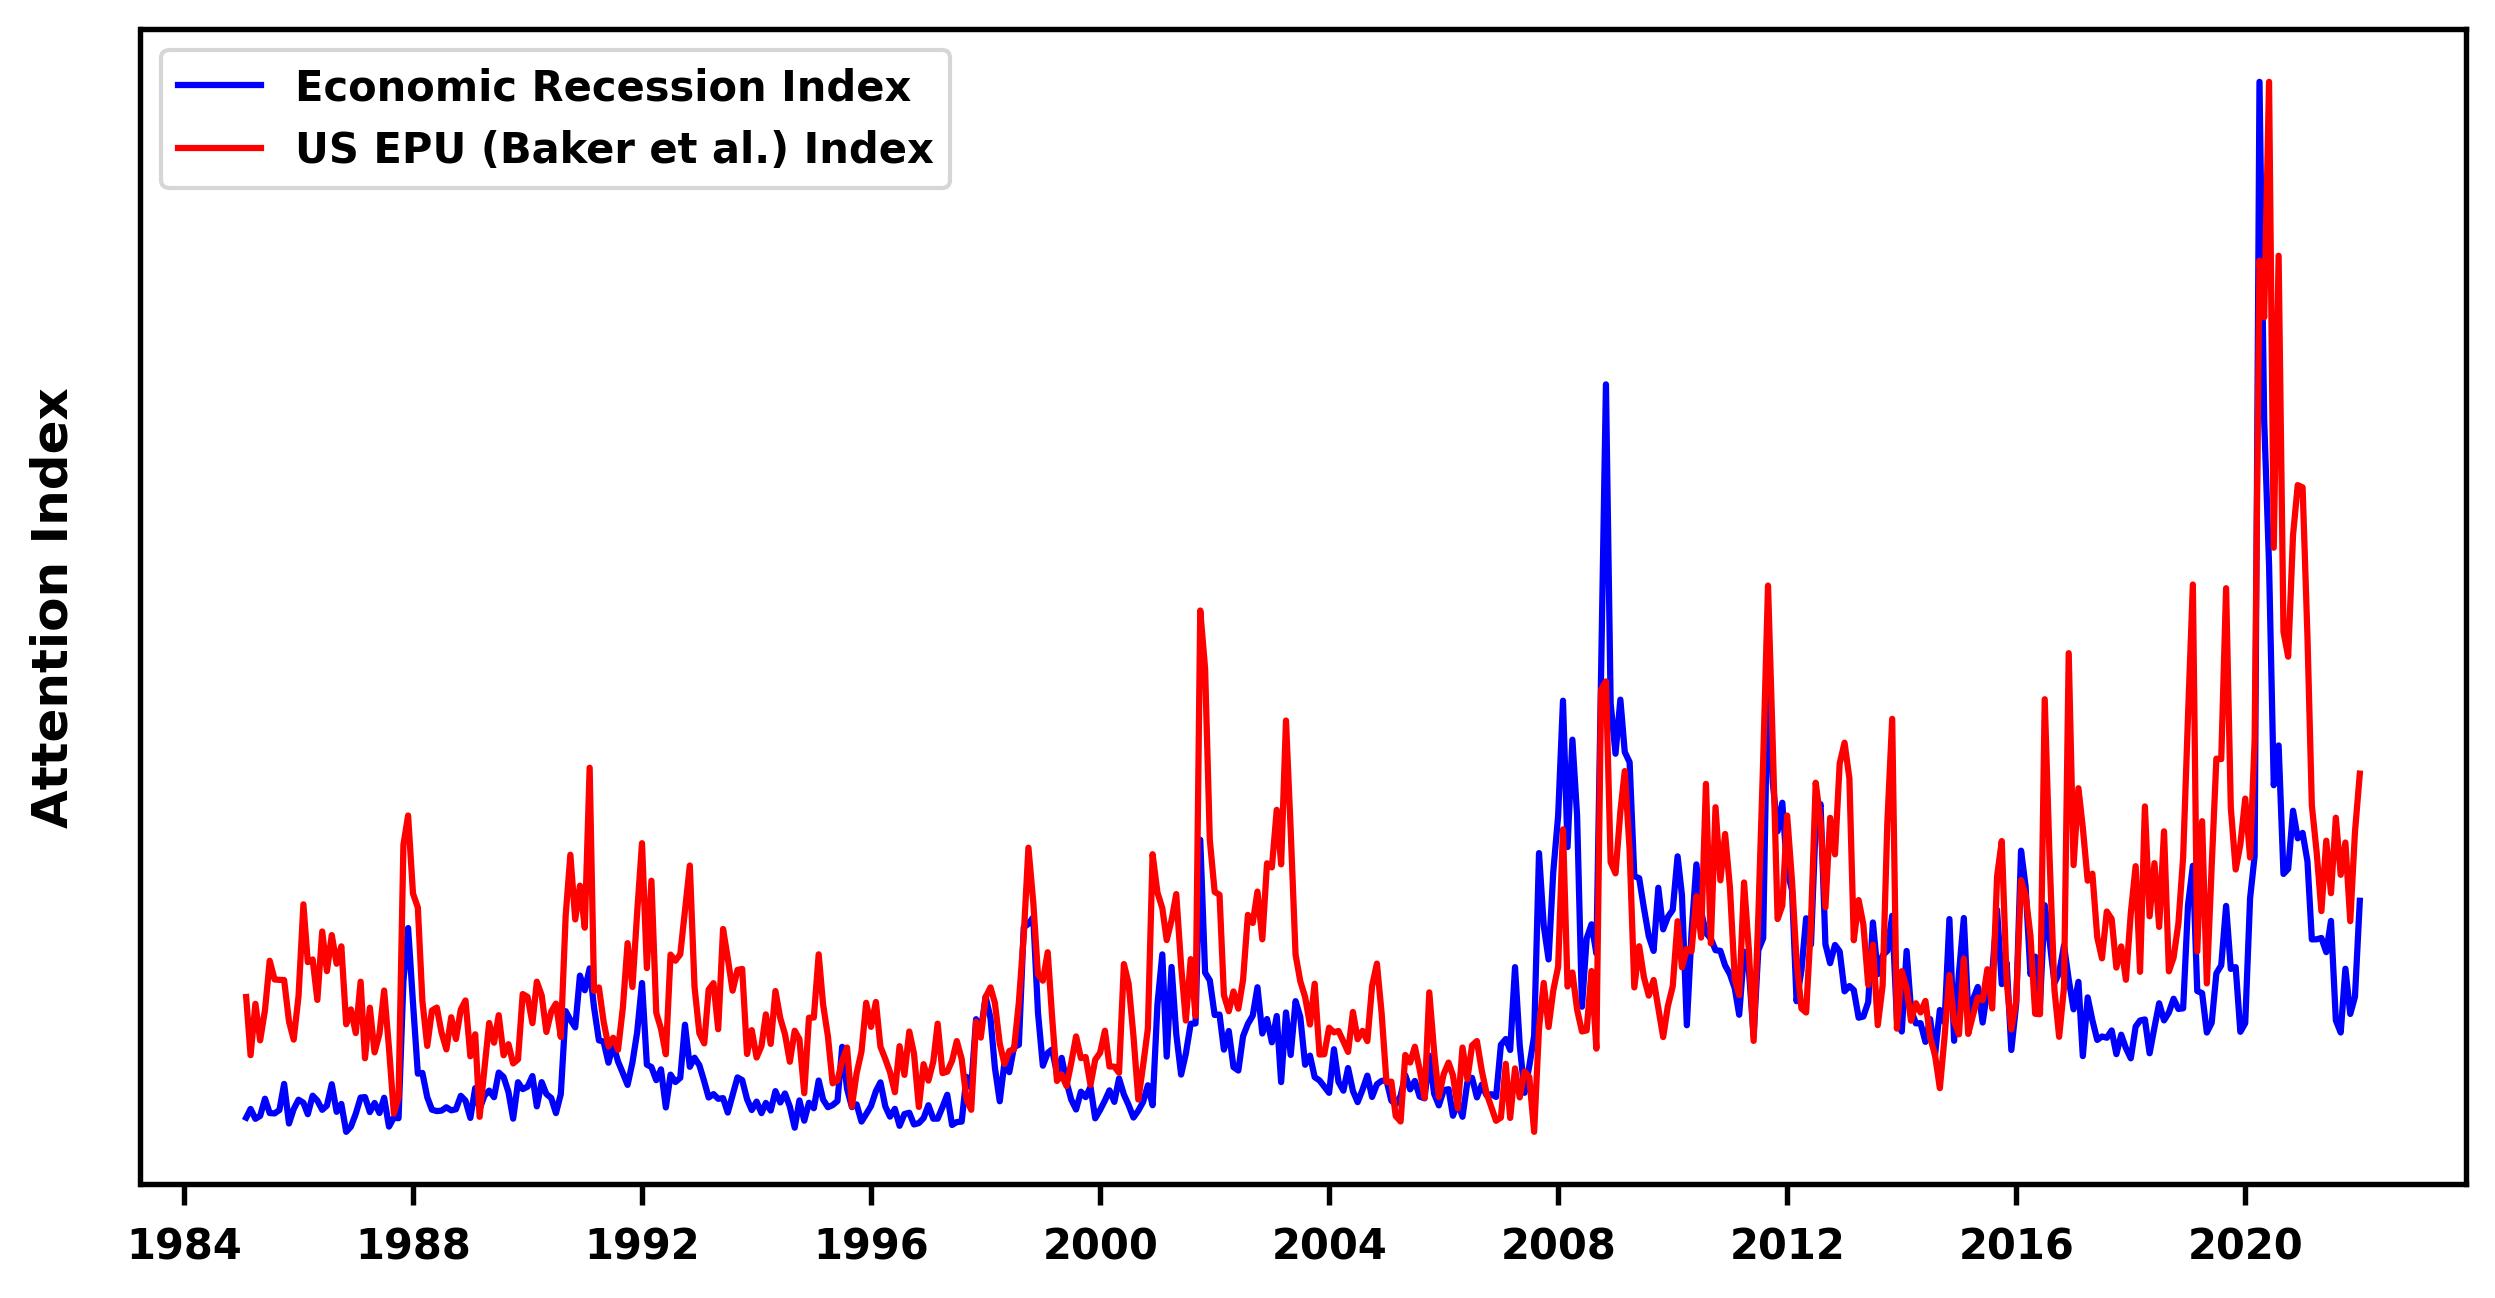 Economic Recession Index
US EPU (Baker et al.) Index
Attention Index
1984 1988 1992 1996 2000 2004 2008 2012 2016 2020